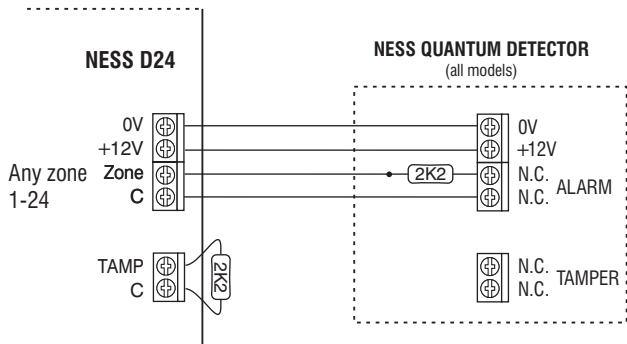 NESS D24
NESS QUANTUM DETECTOR
(all models)
0V
+12V
Any zone
1-24
Zone
C
2K2
0V
+12V
N.C.
N.C.
ALARM
TAMP
C
2K2
N.C.
N.C.
TAMPER